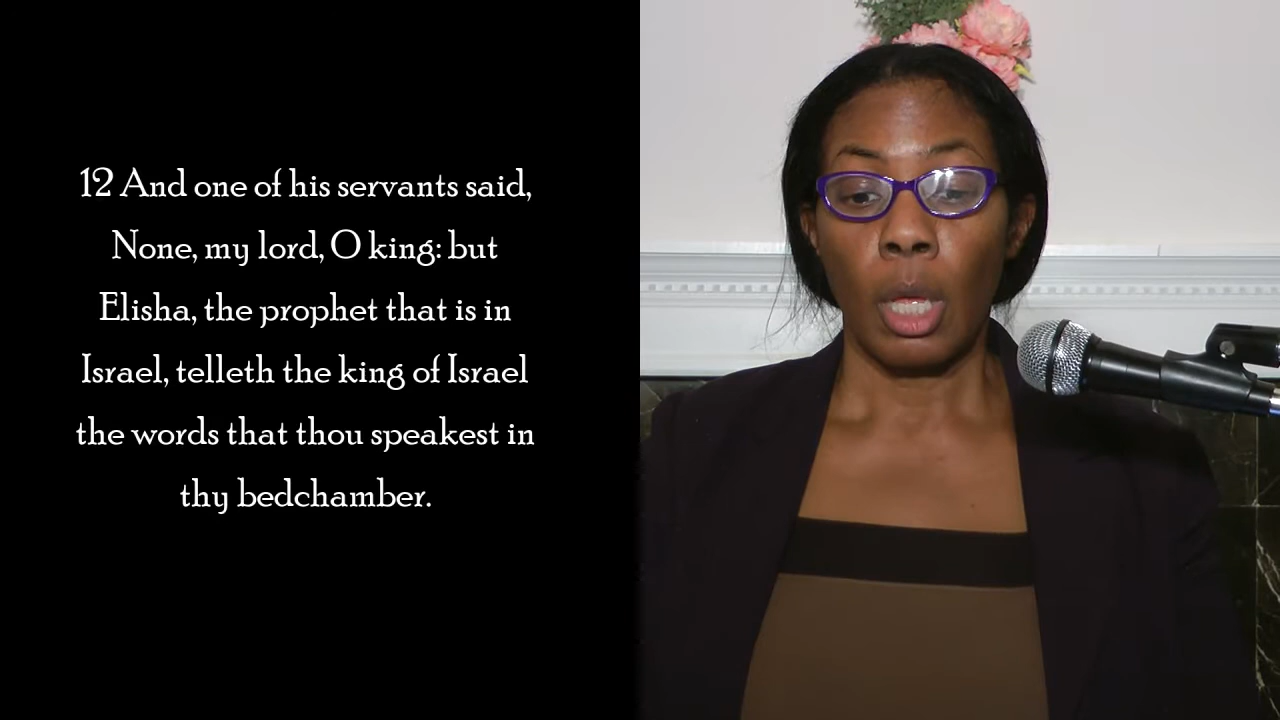 12 And one of his servants said,
None, my lord, O king: but
Elisha, the prophet that is in
Israel, telleth the king of Israel
the words that thou speakest in
thy bedchamber.